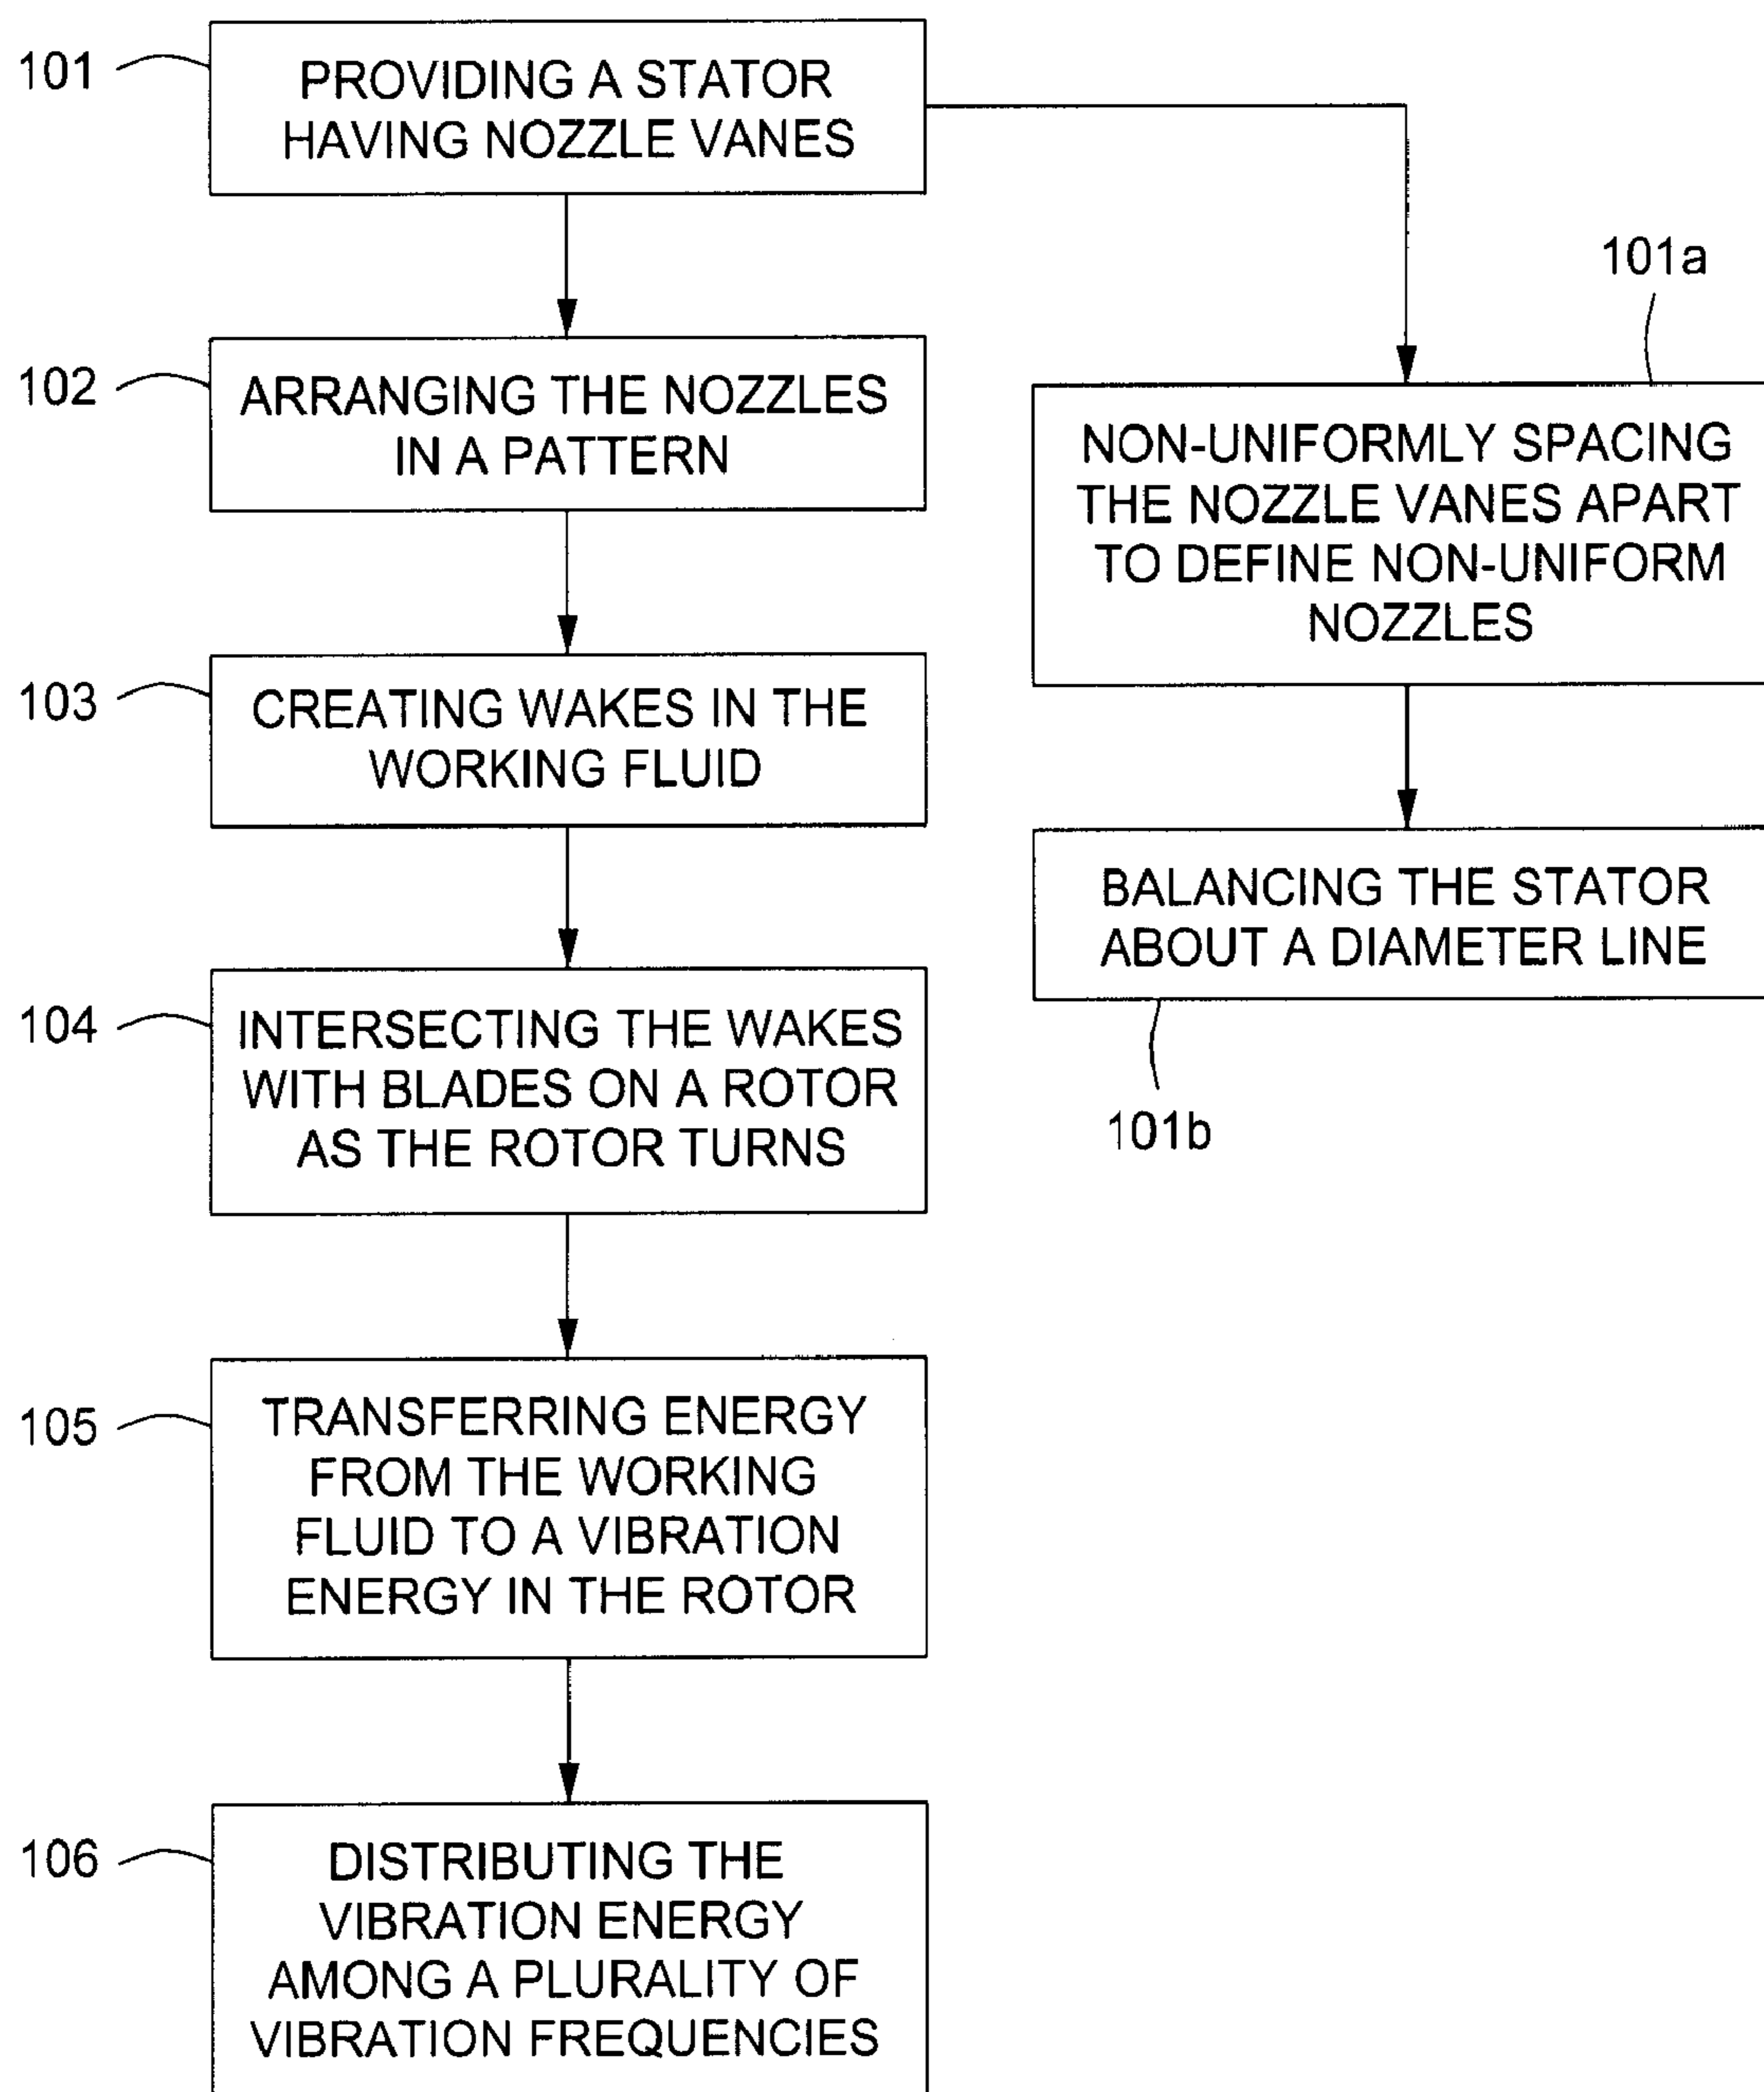 101
PROVIDING A STATOR
HAVING NOZZLE VANES
102
ARRANGING THE NOZZLES
IN A PATTERN
103
CREATING WAKES IN THE
WORKING FLUID
104
INTERSECTING THE WAKES
WITH BLADES ON A ROTOR
AS THE ROTOR TURNS
105
TRANSFERRING ENERGY
FROM THE WORKING
FLUID TO A VIBRATION
ENERGY IN THE ROTOR
106
DISTRIBUTING THE
VIBRATION ENERGY
AMONG A PLURALITY OF
VIBRATION FREQUENCIES
101a
NON-UNIFORMLY SPACING
THE NOZZLE VANES APART
TO DEFINE NON-UNIFORM
NOZZLES
BALANCING THE STATOR
ABOUT A DIAMETER LINE
101b